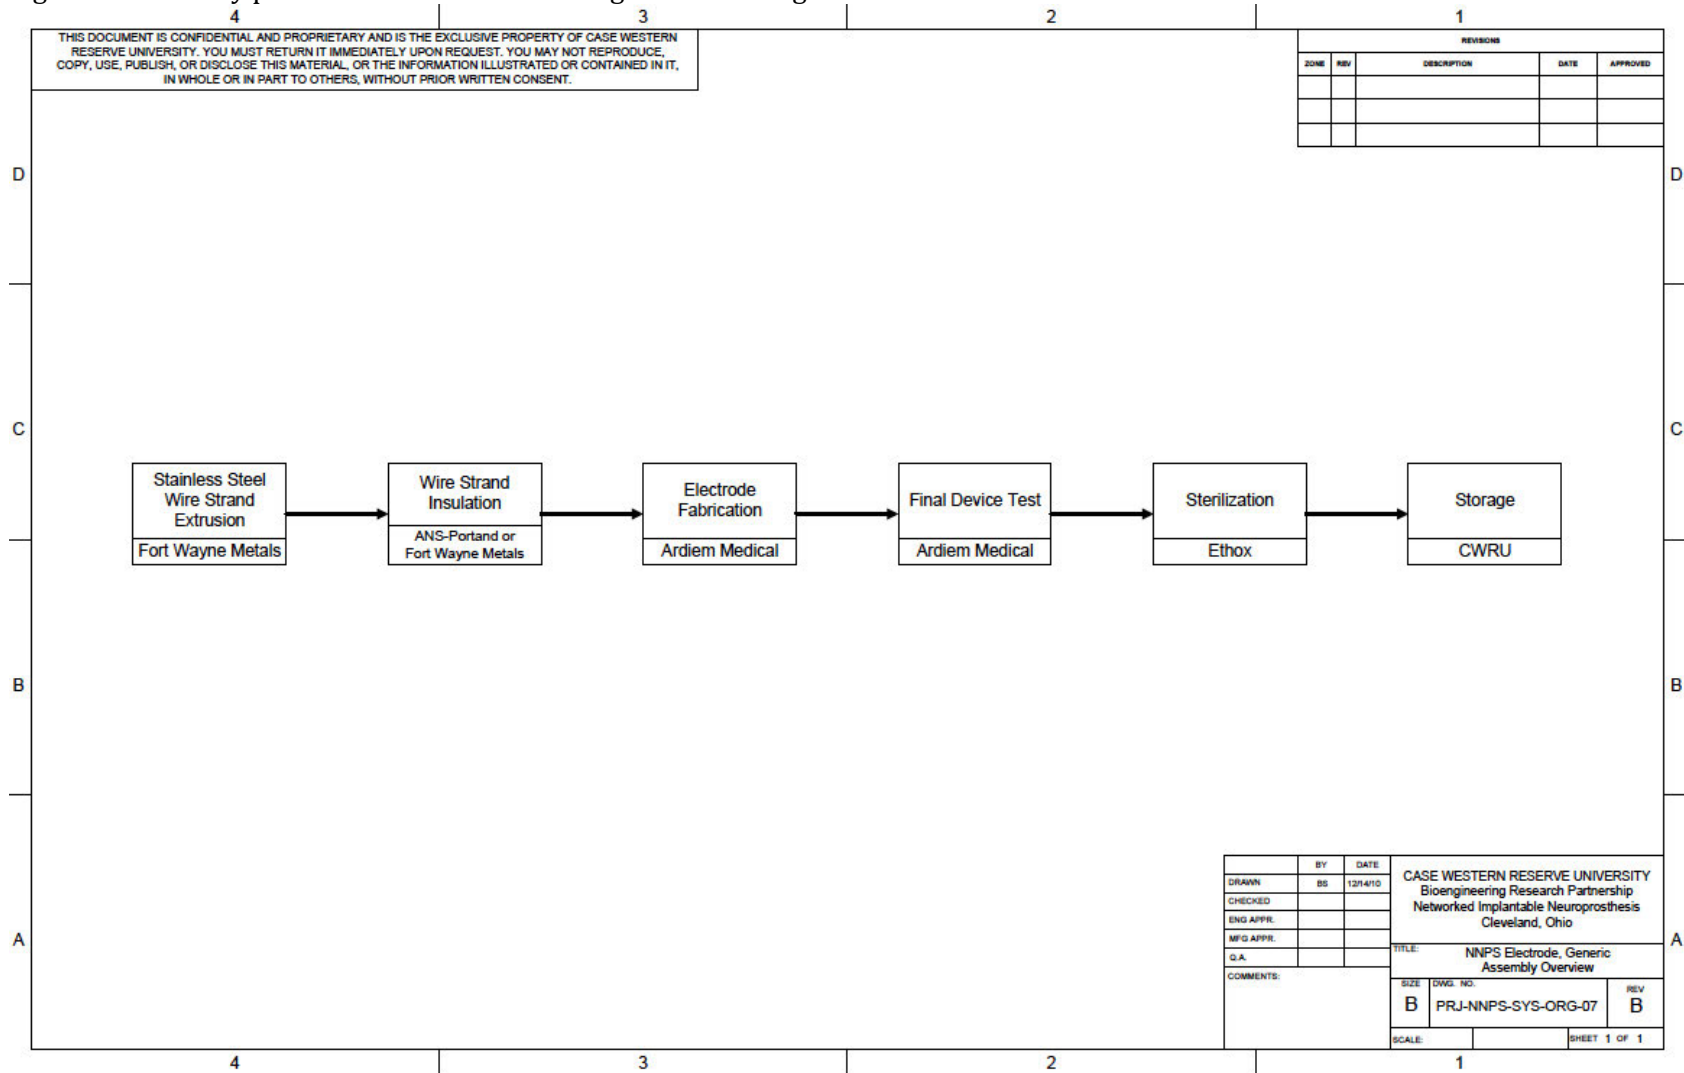 4 3 2 1
THIS DOCUMENT IS CONFIDENTIAL AND PROPRIETARY AND IS THE EXCLUSIVE PROPERTY OF CASE WESTERN
RESERVE UNIVERSITY. YOU MUST RETURN IT IMMEDIATELY UPON REQUEST. YOU MAY NOT REPRODUCE,
COPY, USE, PUBLISH, OR DISCLOSE THIS MATERIAL, OR THE INFORMATION ILLUSTRATED OR CONTAINED IN IT,
IN WHOLE OR IN PART TO OTHERS, WITHOUT PRIOR WRITTEN CONSENT.
REVISIONS
ZONE REV DESCRIPTION DATE APPROVED
D D
C C
Stainless Steel
Wire Strand
Extrusion
Fort Wayne Metals
Wire Strand
Insulation
ANS-Portand or
Fort Wayne Metals
Electrode
Fabrication
Ardiem Medical
Final Device Test
Ardiem Medical
Sterilization
Ethox
Storage
CWRU
B B
A A
BY DATE
DRAWN BS 12/14/10
CHECKED
ENG APPR.
MFG APPR.
Q.A.
COMMENTS:
CASE WESTERN RESERVE UNIVERSITY
Bioengineering Research Partnership
Networked Implantable Neuroprosthesis
Cleveland, Ohio
TITLE:
NNPS Electrode, Generic
Assembly Overview
SIZE
B
DWG. NO.
PRJ-NNPS-SYS-ORG-07
REV
B
SCALE:
SHEET 1 OF 1
4 3 2 1